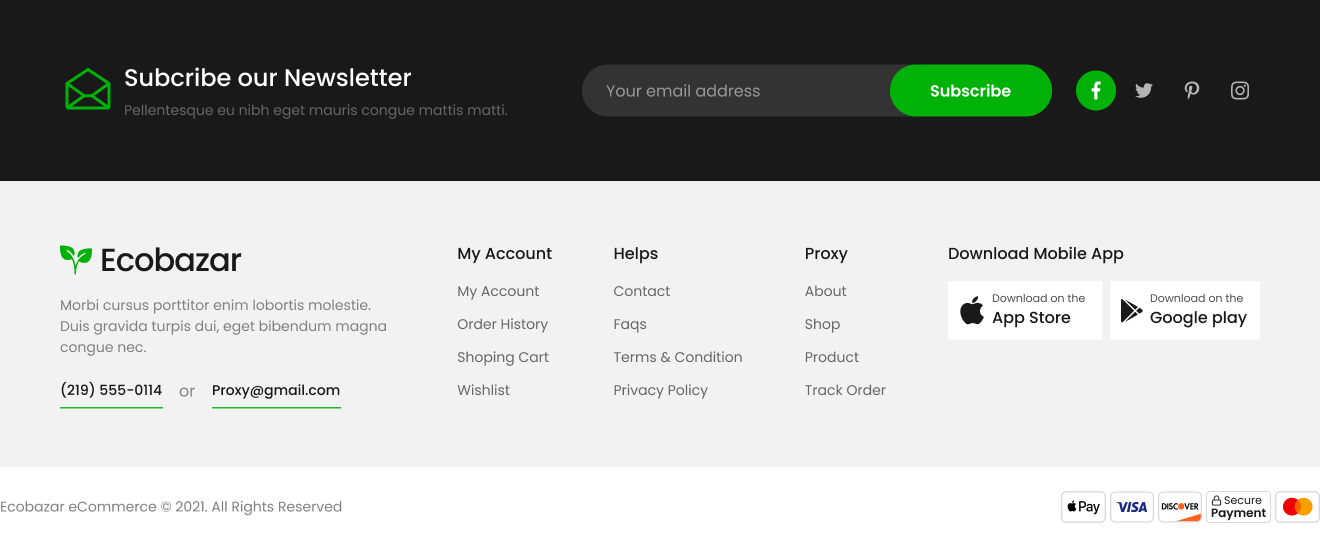 Subcribe our Newsletter
Pellentesque eu nibh eget mauris congue mattis matti.
Your email address
Subscribe
Ecobazar
Morbi cursus porttitor enim lobortis molestie.
Duis gravida turpis dui, eget bibendum magna
congue nec.
(219) 555-0114 or Proxy@gmail.com
My Account
My Account
Order History
Shoping Cart
Wishlist
Helps
Contact
Faqs
Terms & Condition
Privacy Policy
Proxy
About
Shop
Product
Track Order
Download Mobile App
Download on the
App Store
Download on the
Google play
Ecobazar eCommerce © 2021. All Rights Reserved
Pay
VISA
DISCOVER
Secure
Payment